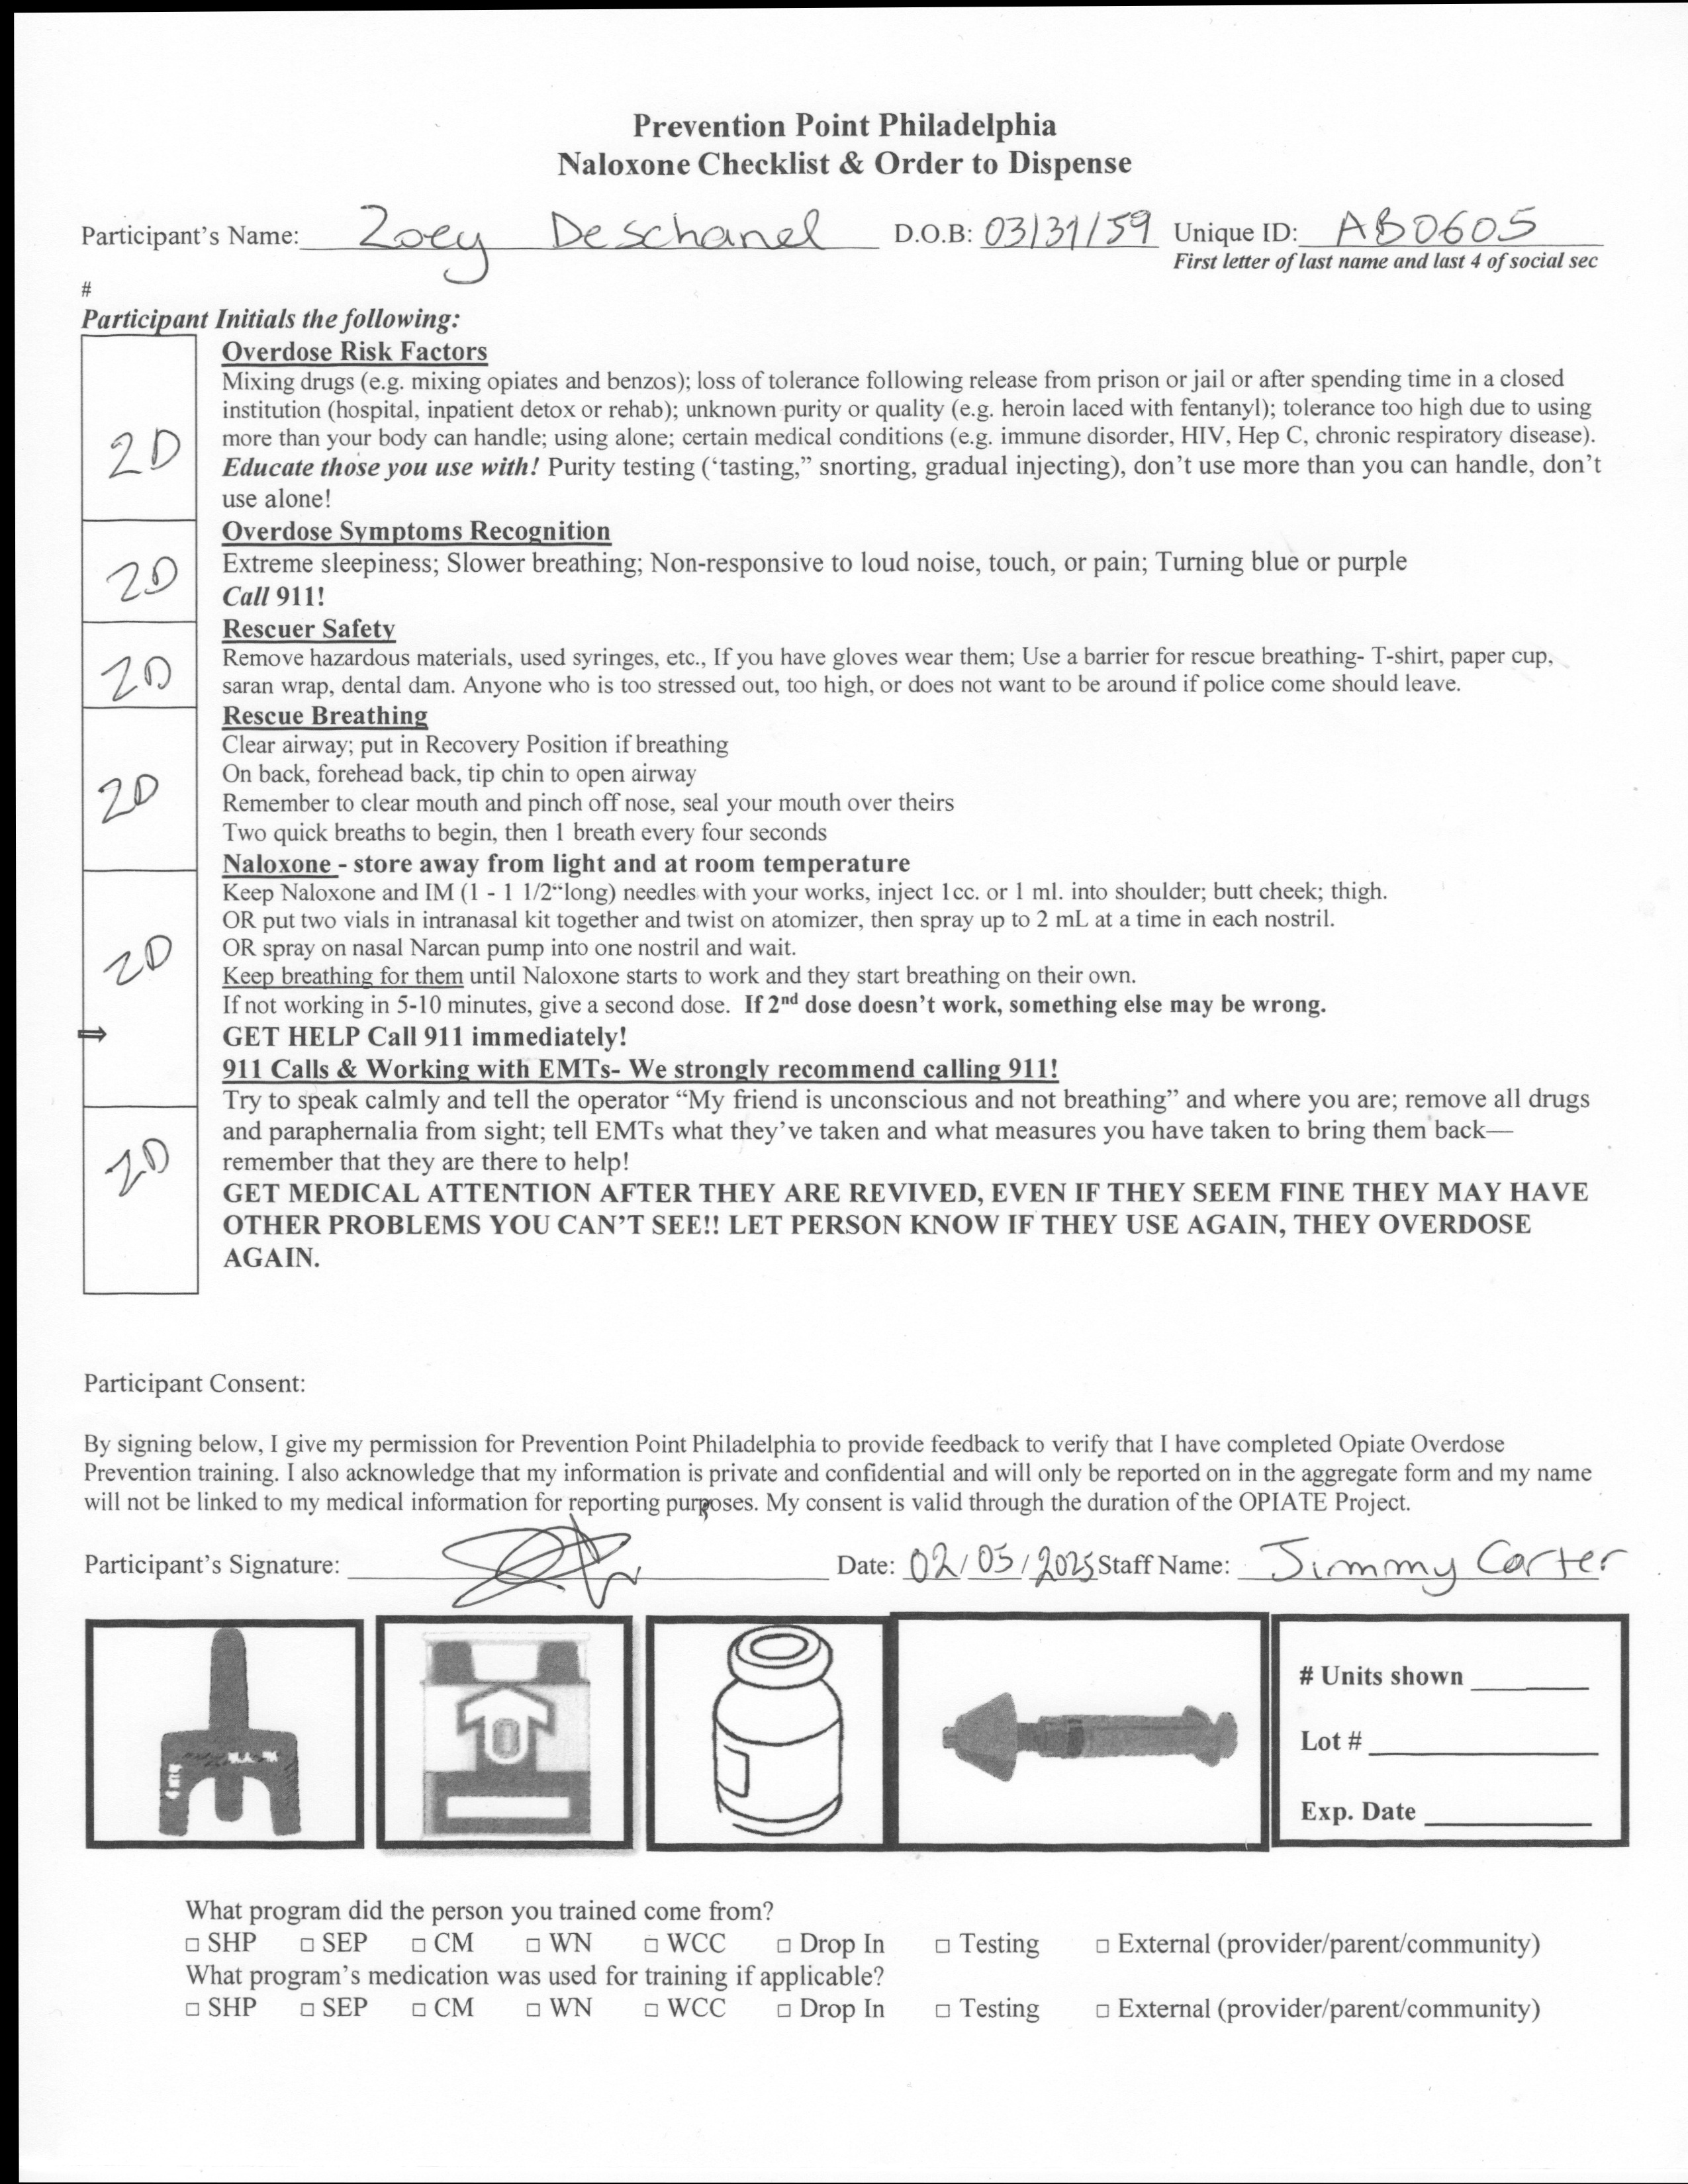 Prevention Point Philadelphia
Naloxone Checklist & Order to Dispense
Participant's Name: Zoey Deschanel D.O.B: 03/31/59 Unique ID: AB0605
First letter of last name and last 4 of social sec
#
Participant Initials the following:
Overdose Risk Factors
Mixing drugs (e.g. mixing opiates and benzos); loss of tolerance following release from prison or jail or after spending time in a closed
institution (hospital, inpatient detox or rehab); unknown purity or quality (e.g. heroin laced with fentanyl); tolerance too high due to using
ZD more than your body can handle; using alone; certain medical conditions (e.g. immune disorder, HIV, Hep C, chronic respiratory disease).
Educate those you use with! Purity testing ('tasting," snorting, gradual injecting), don't use more than you can handle, don't
use alone!
Overdose Symptoms Recognition
ZD Extreme sleepiness; Slower breathing; Non-responsive to loud noise, touch, or pain; Turning blue or purple
Call 911!
Rescuer Safety
Remove hazardous materials, used syringes, etc., If you have gloves wear them; Use a barrier for rescue breathing- T-shirt, paper cup,
ZD saran wrap, dental dam. Anyone who is too stressed out, too high, or does not want to be around if police come should leave.
Rescue Breathing
Clear airway; put in Recovery Position if breathing
On back, forehead back, tip chin to open airway
ZD Remember to clear mouth and pinch off nose, seal your mouth over theirs
Two quick breaths to begin, then 1 breath every four seconds
Naloxone - store away from light and at room temperature
Keep Naloxone and IM (1 - 1 1/2“long) needles with your works, inject 1cc. or 1 ml. into shoulder; butt cheek; thigh.
OR put two vials in intranasal kit together and twist on atomizer, then spray up to 2 mL at a time in each nostril.
ZD OR spray on nasal Narcan pump into one nostril and wait.
Keep breathing for them until Naloxone starts to work and they start breathing on their own.
If not working in 5-10 minutes, give a second dose. If 2nd dose doesn't work, something else may be wrong.
⇒ GET HELP Call 911 immediately!
911 Calls & Working with EMTs- We strongly recommend calling 911!
Try to speak calmly and tell the operator “My friend is unconscious and not breathing” and where you are; remove all drugs
and paraphernalia from sight; tell EMTs what they've taken and what measures you have taken to bring them back—
ZD remember that they are there to help!
GET MEDICAL ATTENTION AFTER THEY ARE REVIVED, EVEN IF THEY SEEM FINE THEY MAY HAVE
OTHER PROBLEMS YOU CAN'T SEE!! LET PERSON KNOW IF THEY USE AGAIN, THEY OVERDOSE
AGAIN.
Participant Consent:
By signing below, I give my permission for Prevention Point Philadelphia to provide feedback to verify that I have completed Opiate Overdose
Prevention training. I also acknowledge that my information is private and confidential and will only be reported on in the aggregate form and my name
will not be linked to my medical information for reporting purposes. My consent is valid through the duration of the OPIATE Project.
Participant's Signature: Date: 02/05/2025 Staff Name: Jimmy Carter
# Units shown
Lot #
Exp. Date
What program did the person you trained come from?
□ SHP □ SEP □ CM □ WN □ WCC □ Drop In □ Testing □ External (provider/parent/community)
What program's medication was used for training if applicable?
□ SHP □ SEP □ CM □ WN □ WCC □ Drop In □ Testing □ External (provider/parent/community)